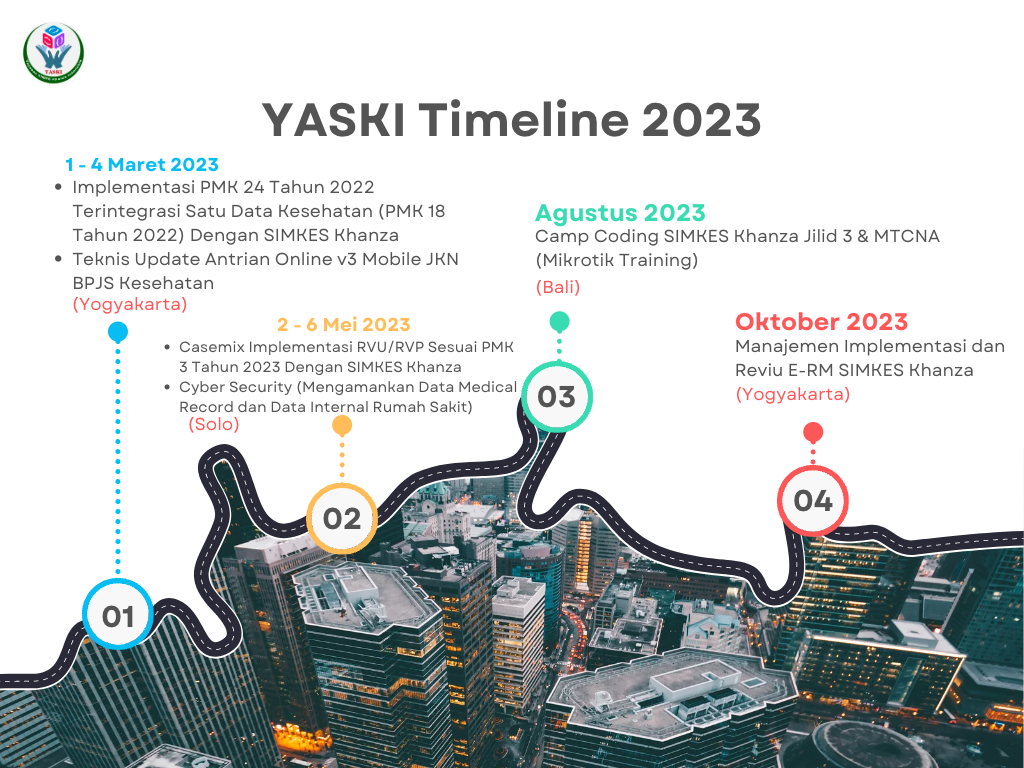 YASKI
YASKI Timeline 2023
1 - 4 Maret 2023
• Implementasi PMK 24 Tahun 2022
Terintegrasi Satu Data Kesehatan (PMK 18
Tahun 2022) Dengan SIMKES Khanza
• Teknis Update Antrian Online v3 Mobile JKN
BPJS Kesehatan
(Yogyakarta)
01
2 - 6 Mei 2023
• Casemix Implementasi RVU/RVP Sesuai PMK
3 Tahun 2023 Dengan SIMKES Khanza
• Cyber Security (Mengamankan Data Medical
Record dan Data Internal Rumah Sakit)
(Solo)
02
Agustus 2023
Camp Coding SIMKES Khanza Jilid 3 & MTCNA
(Mikrotik Training)
(Bali)
03
Oktober 2023
Manajemen Implementasi dan
Reviu E-RM SIMKES Khanza
(Yogyakarta)
04